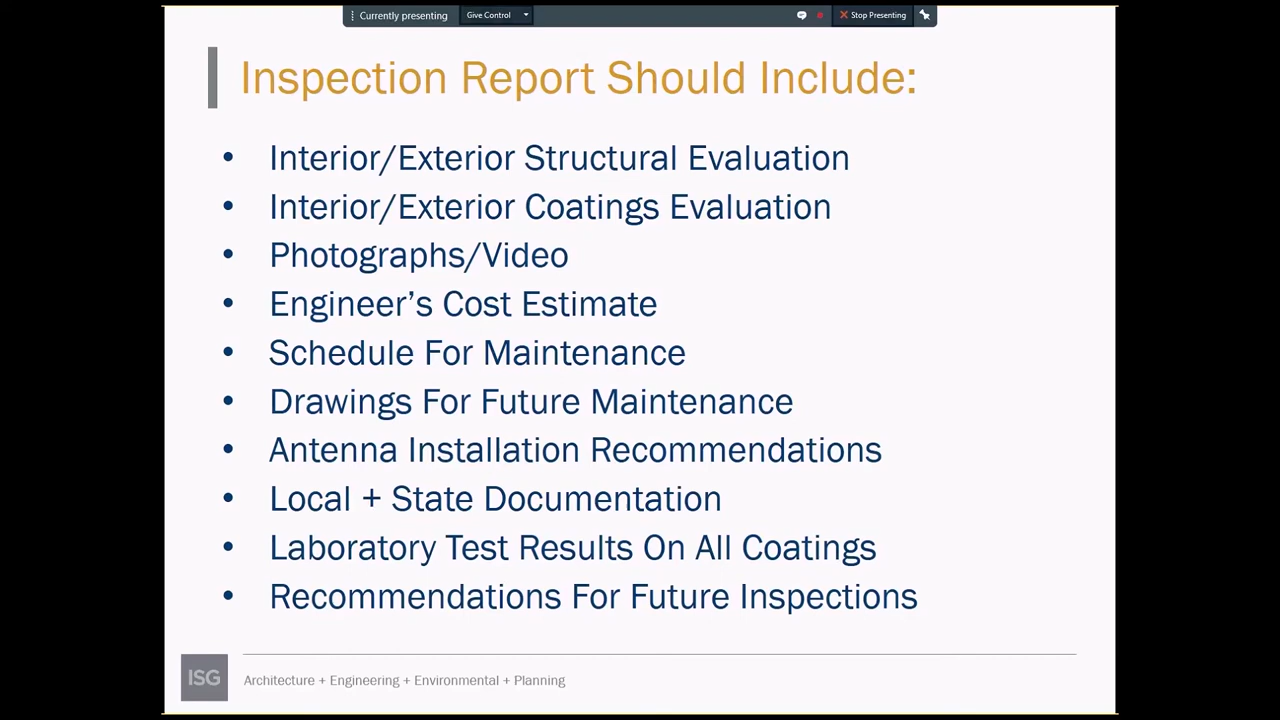 Currently presenting Give Control Stop Presenting
Inspection Report Should Include:
• Interior/Exterior Structural Evaluation
• Interior/Exterior Coatings Evaluation
• Photographs/Video
• Engineer’s Cost Estimate
• Schedule For Maintenance
• Drawings For Future Maintenance
• Antenna Installation Recommendations
• Local + State Documentation
• Laboratory Test Results On All Coatings
• Recommendations For Future Inspections
ISG Architecture + Engineering + Environmental + Planning